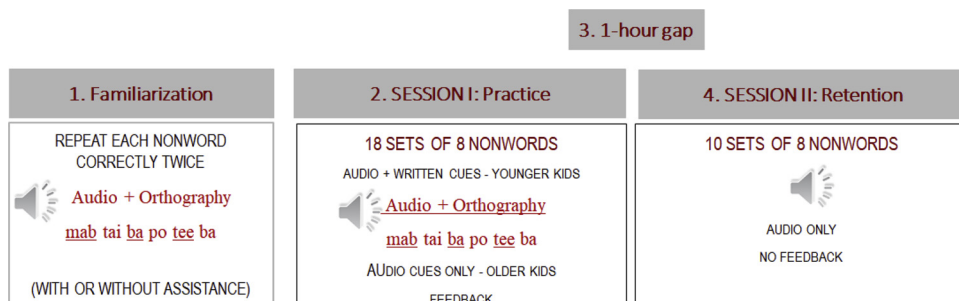 3. 1-hour gap
1. Familiarization
REPEAT EACH NONWORD
CORRECTLY TWICE
Audio + Orthography
mab tai ba po tee ba
(WITH OR WITHOUT ASSISTANCE)
2. SESSION I: Practice
18 SETS OF 8 NONWORDS
AUDIO + WRITTEN CUES - YOUNGER KIDS
Audio + Orthography
mab tai ba po tee ba
AUDio CUES ONLY - OLDER KIDS
FEEDBACK
4. SESSION II: Retention
10 SETS OF 8 NONWORDS
AUDIO ONLY
NO FEEDBACK